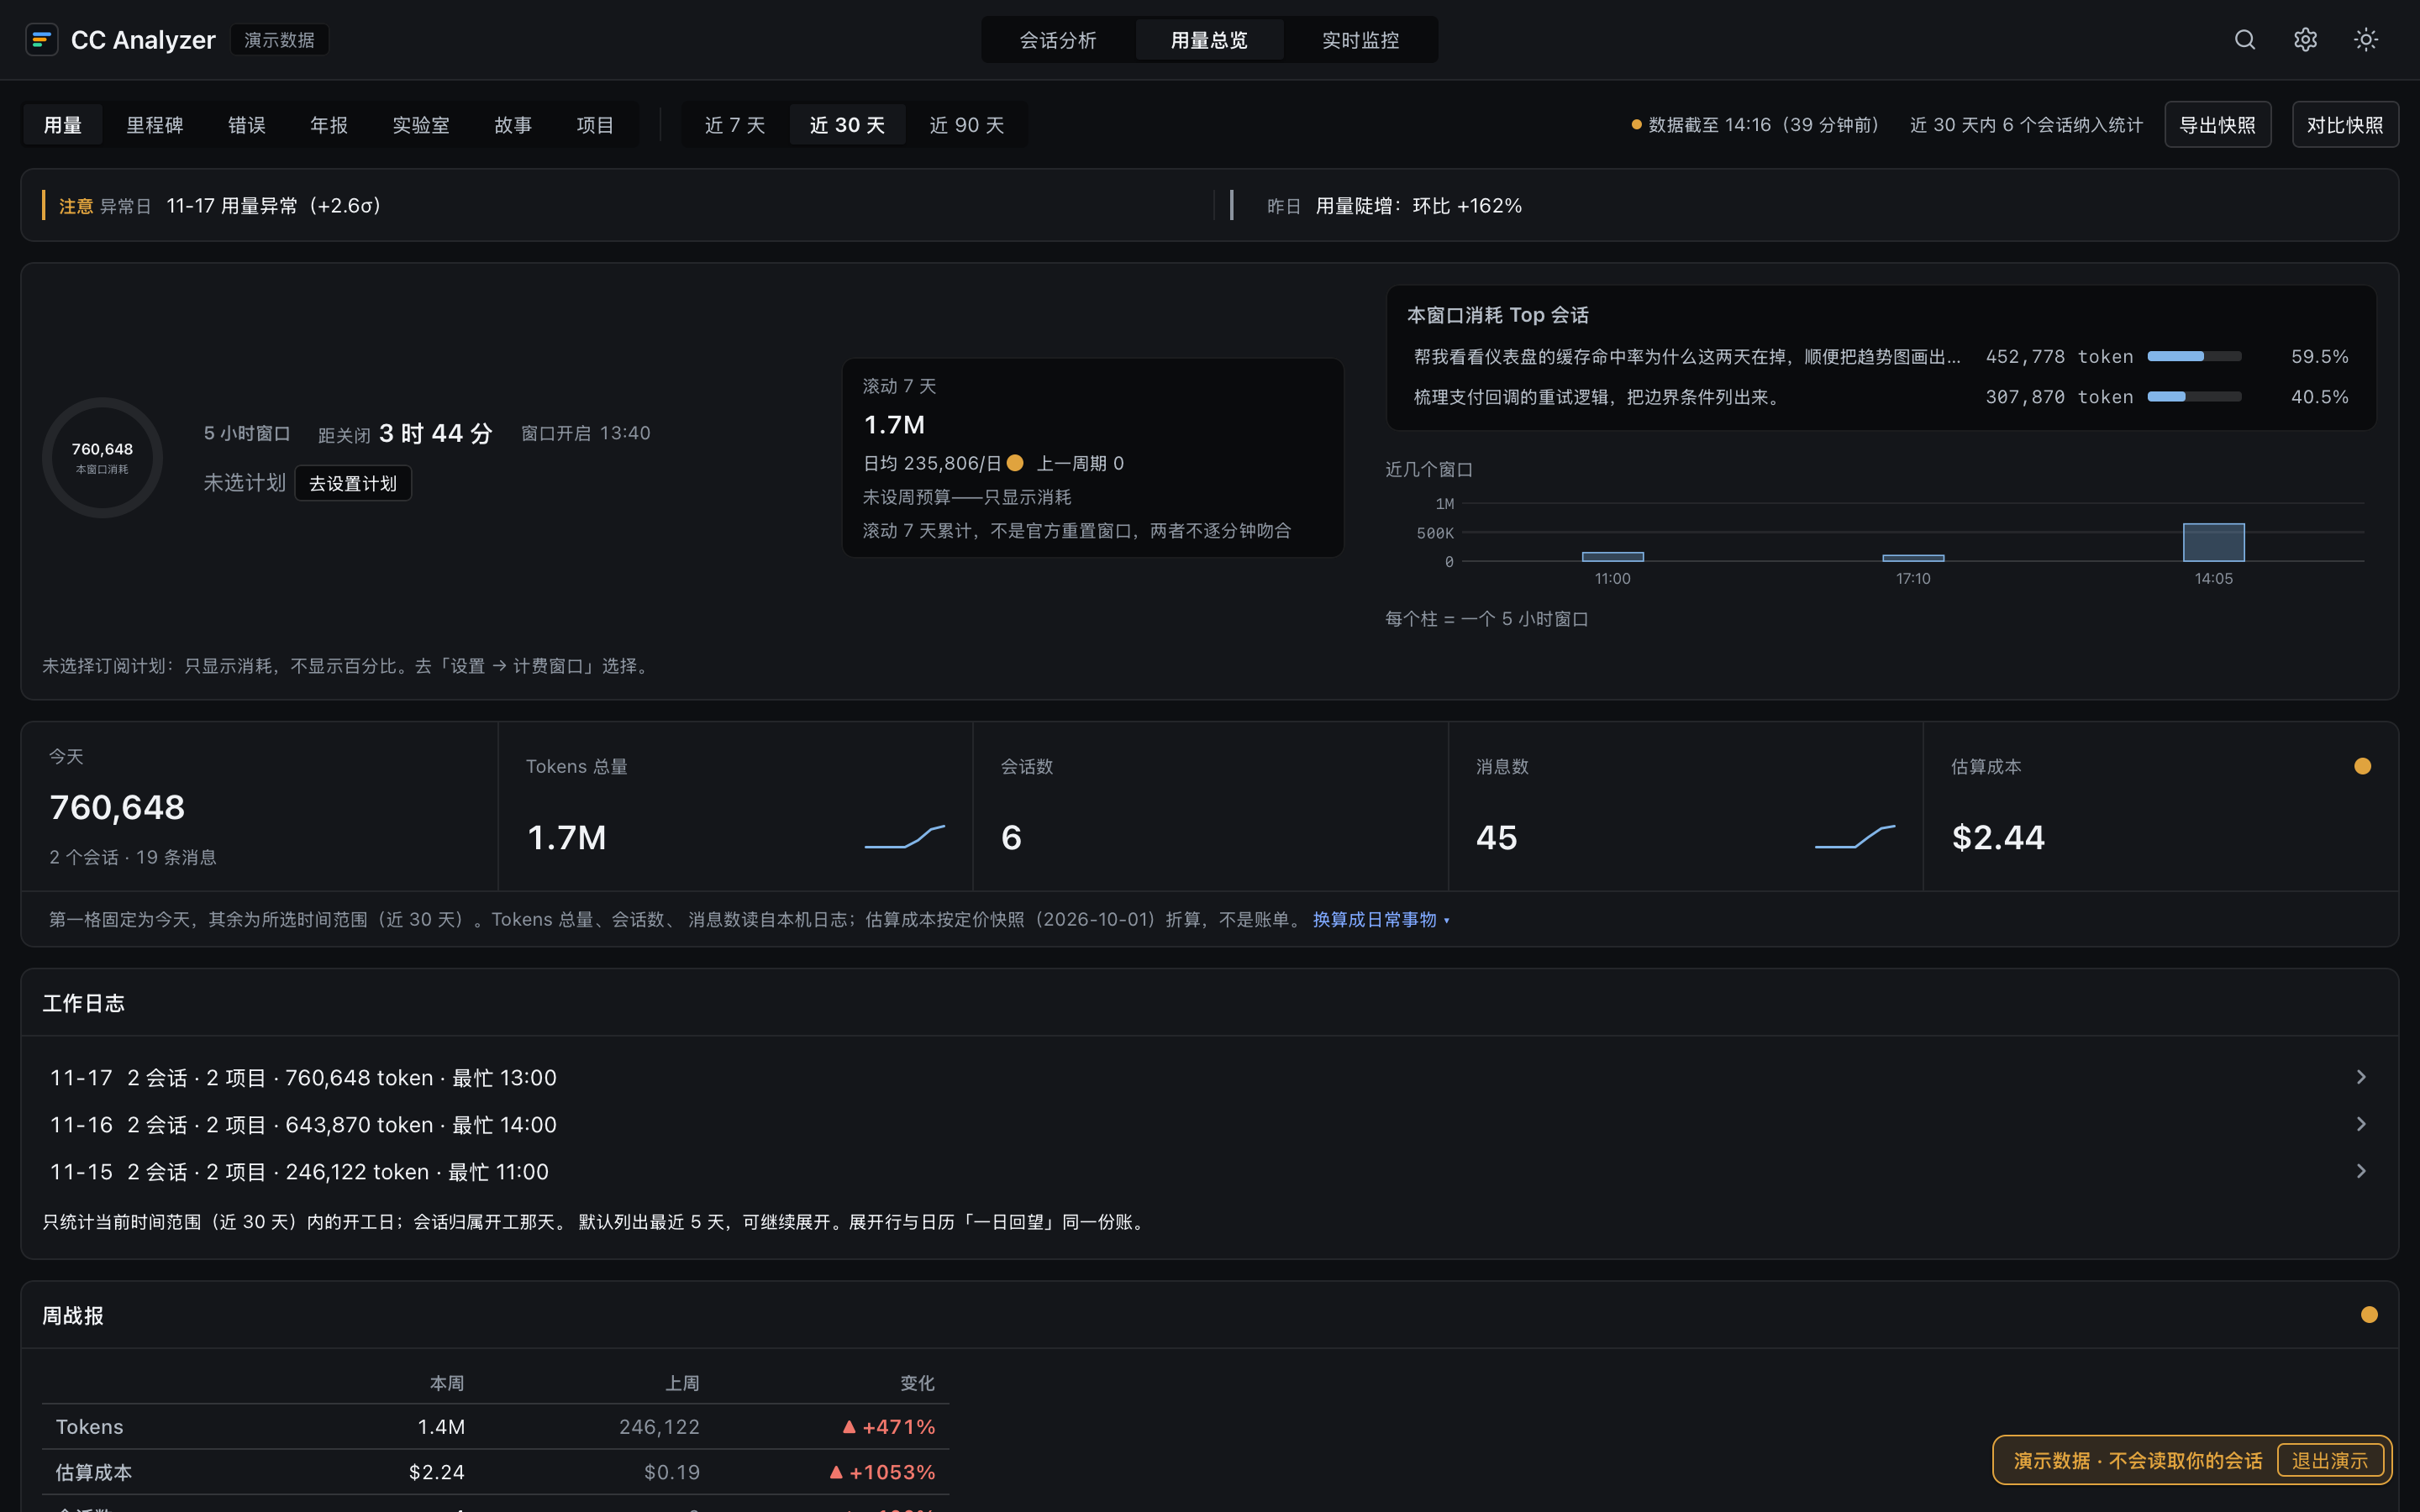 CC Analyzer 演示数据
会话分析 用量总览 实时监控
用量 里程碑 错误 年报 实验室 故事 项目
近 7 天 近 30 天 近 90 天
数据截至 14:16（39 分钟前） 近 30 天内 6 个会话纳入统计 导出快照 对比快照
注意 异常日 11-17 用量异常（+2.6σ）
昨日 用量陡增：环比 +162%
760,648
本窗口消耗
5 小时窗口 距关闭 3 时 44 分 窗口开启 13:40
未选计划 去设置计划
滚动 7 天
1.7M
日均 235,806/日 上一周期 0
未设周预算——只显示消耗
滚动 7 天累计，不是官方重置窗口，两者不逐分钟吻合
本窗口消耗 Top 会话
帮我看看仪表盘的缓存命中率为什么这两天在掉，顺便把趋势图画出… 452,778 token 59.5%
梳理支付回调的重试逻辑，把边界条件列出来。 307,870 token 40.5%
近几个窗口
1M
500K
0
11:00 17:10 14:05
每个柱 = 一个 5 小时窗口
未选择订阅计划：只显示消耗，不显示百分比。去「设置 → 计费窗口」选择。
今天
760,648
2 个会话 · 19 条消息
Tokens 总量
1.7M
会话数
6
消息数
45
估算成本
$2.44
第一格固定为今天，其余为所选时间范围（近 30 天）。Tokens 总量、会话数、 消息数读自本机日志；估算成本按定价快照（2026-10-01）折算，不是账单。 换算成日常事物 ▾
工作日志
11-17 2 会话 · 2 项目 · 760,648 token · 最忙 13:00
11-16 2 会话 · 2 项目 · 643,870 token · 最忙 14:00
11-15 2 会话 · 2 项目 · 246,122 token · 最忙 11:00
只统计当前时间范围（近 30 天）内的开工日；会话归属开工那天。 默认列出最近 5 天，可继续展开。展开行与日历「一日回望」同一份账。
周战报
本周 上周 变化
Tokens 1.4M 246,122 ▲ +471%
估算成本 $2.24 $0.19 ▲ +1053%
演示数据 · 不会读取你的会话 退出演示